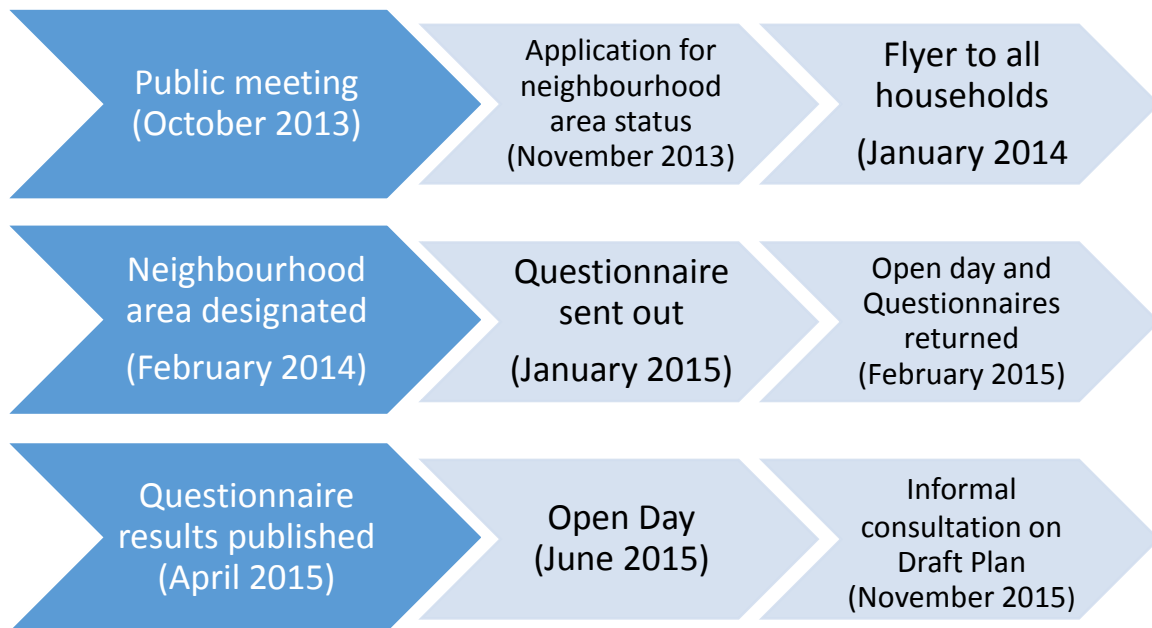 Public meeting
(October 2013)
Application for
neighbourhood
area status
(November 2013)
Flyer to all
households
(January 2014
Neighbourhood
area designated
(February 2014)
Questionnaire
sent out
(January 2015)
Open day and
Questionnaires
returned
(February 2015)
Questionnaire
results published
(April 2015)
Open Day
(June 2015)
Informal
consultation on
Draft Plan
(November 2015)